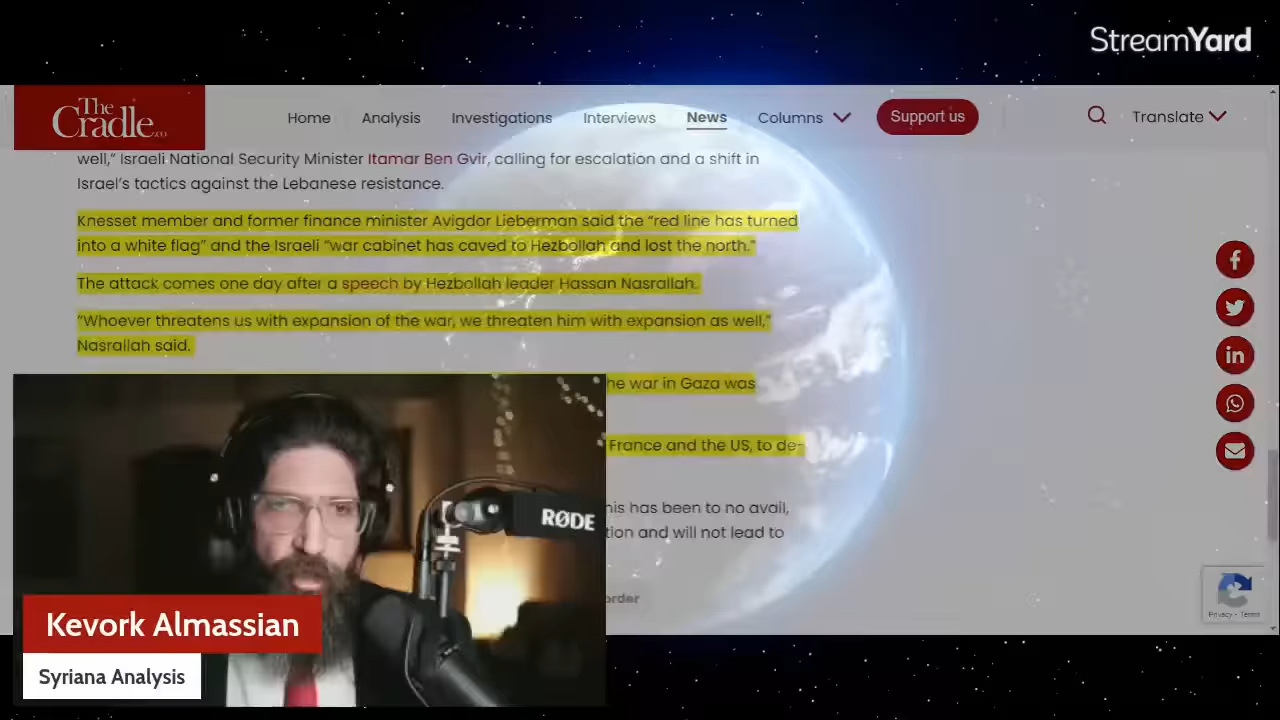 StreamYard
The
Cradle.co
Home Analysis Investigations Interviews News Columns Support us Translate
well,” Israeli National Security Minister Itamar Ben Gvir, calling for escalation and a shift in
Israel’s tactics against the Lebanese resistance.
Knesset member and former finance minister Avigdor Lieberman said the “red line has turned
into a white flag” and the Israeli “war cabinet has caved to Hezbollah and lost the north.”
The attack comes one day after a speech by Hezbollah leader Hassan Nasrallah.
“Whoever threatens us with expansion of the war, we threaten him with expansion as well,”
Nasrallah said.
he war in Gaza was
France and the US, to de-
his has been to no avail,
tion and will not lead to
order
RØDE
Kevork Almassian
Syriana Analysis
Privacy - Terms